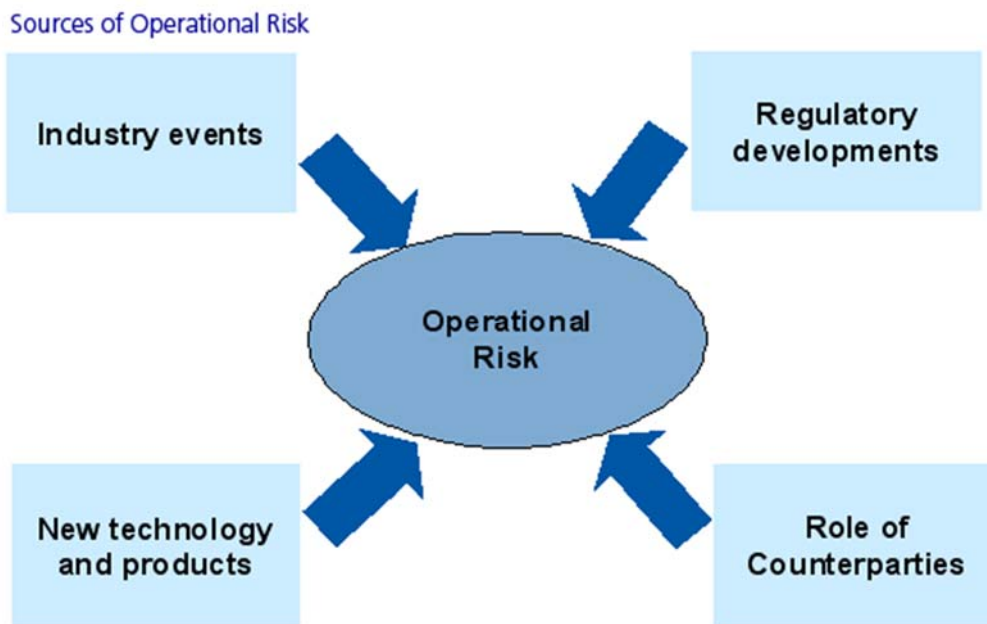 Sources of Operational Risk
Industry events
Regulatory
developments
Operational
Risk
New technology
and products
Role of
Counterparties